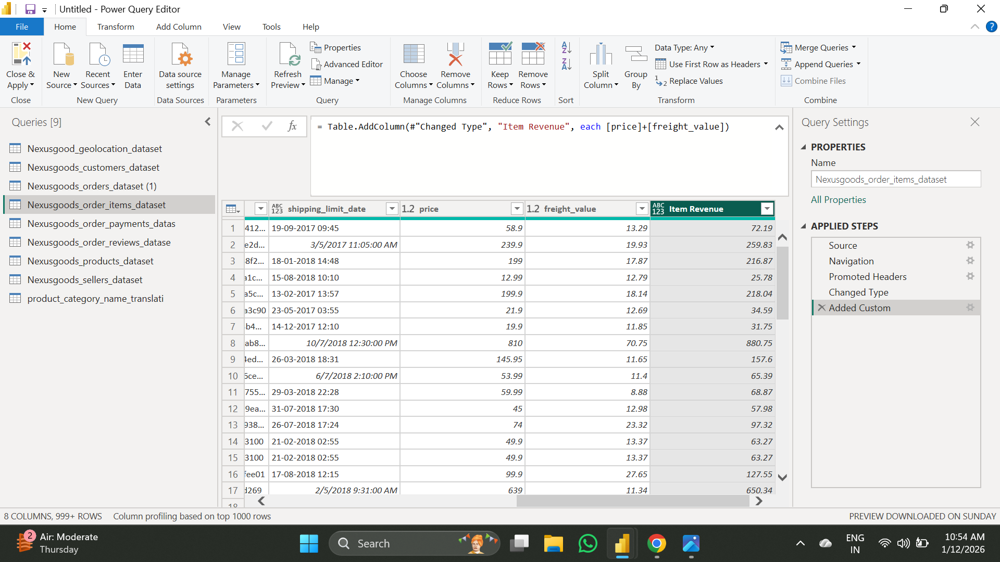 Untitled - Power Query Editor
File Home Transform Add Column View Tools Help
Close & Apply
New Source
Recent Sources
Enter Data
Data source settings
Manage Parameters
Refresh Preview
Properties
Advanced Editor
Manage
Choose Columns
Remove Columns
Keep Rows
Remove Rows
Split Column
Group By
Data Type: Any
Use First Row as Headers
Replace Values
Merge Queries
Append Queries
Combine Files
Close New Query Data Sources Parameters Query Manage Columns Reduce Rows Sort Transform Combine
Queries [9]
Nexusgood_geolocation_dataset
Nexusgoods_customers_dataset
Nexusgoods_orders_dataset (1)
Nexusgoods_order_items_dataset
Nexusgoods_order_payments_datas
Nexusgoods_order_reviews_datase
Nexusgoods_products_dataset
Nexusgoods_sellers_dataset
product_category_name_translati
fx
= Table.AddColumn(#"Changed Type", "Item Revenue", each [price]+[freight_value])
ABC 123 shipping_limit_date 1.2 price 1.2 freight_value ABC 123 Item Revenue
1 412... 19-09-2017 09:45 58.9 13.29 72.19
2 e2d... 3/5/2017 11:05:00 AM 239.9 19.93 259.83
3 8f2... 18-01-2018 14:48 199 17.87 216.87
4 a1c... 15-08-2018 10:10 12.99 12.79 25.78
5 a5c... 13-02-2017 13:57 199.9 18.14 218.04
6 a3c90 23-05-2017 03:55 21.9 12.69 34.59
7 b4... 14-12-2017 12:10 19.9 11.85 31.75
8 ab8... 10/7/2018 12:30:00 PM 810 70.75 880.75
9 4ed... 26-03-2018 18:31 145.95 11.65 157.6
10 6ce... 6/7/2018 2:10:00 PM 53.99 11.4 65.39
11 755... 29-03-2018 22:28 59.99 8.88 68.87
12 9ea... 31-07-2018 17:30 45 12.98 57.98
13 938... 26-07-2018 17:24 74 23.32 97.32
14 3100 21-02-2018 02:55 49.9 13.37 63.27
15 3100 21-02-2018 02:55 49.9 13.37 63.27
16 fee01 17-08-2018 12:15 99.9 27.65 127.55
17 d269 2/5/2018 9:31:00 AM 639 11.34 650.34
18
Query Settings
PROPERTIES
Name
Nexusgoods_order_items_dataset
All Properties
APPLIED STEPS
Source
Navigation
Promoted Headers
Changed Type
Added Custom
8 COLUMNS, 999+ ROWS Column profiling based on top 1000 rows PREVIEW DOWNLOADED ON SUNDAY
2
Air: Moderate
Thursday
Search
ENG
IN
10:54 AM
1/12/2026